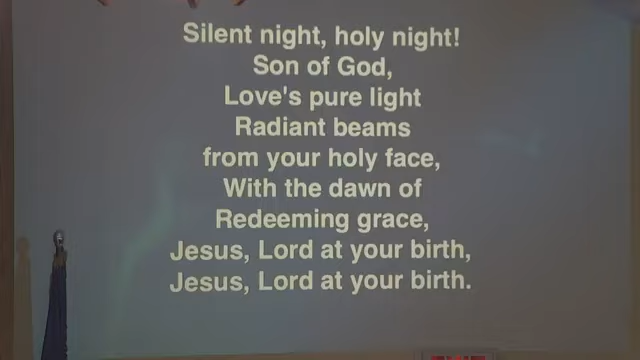 Silent night, holy night!
Son of God,
Love's pure light
Radiant beams
from your holy face,
With the dawn of
Redeeming grace,
Jesus, Lord at your birth,
Jesus, Lord at your birth.